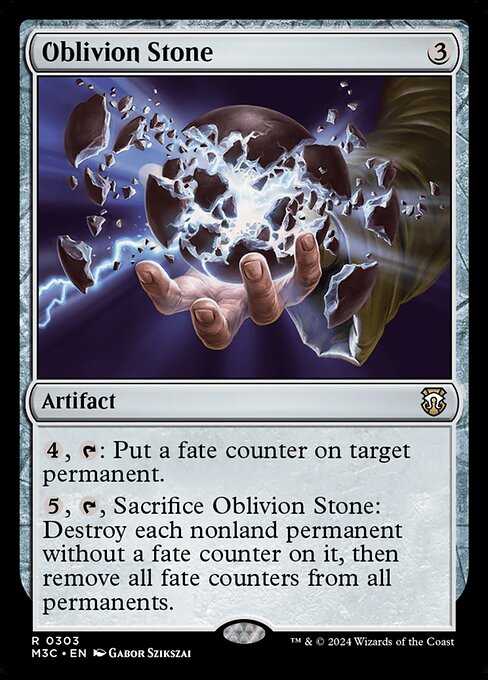 Oblivion Stone 3
Artifact
4, T: Put a fate counter on target
permanent.
5, T, Sacrifice Oblivion Stone:
Destroy each nonland permanent
without a fate counter on it, then
remove all fate counters from all
permanents.
R 0303
M3C • EN Gabor Szikszai
™ & © 2024 Wizards of the Coast